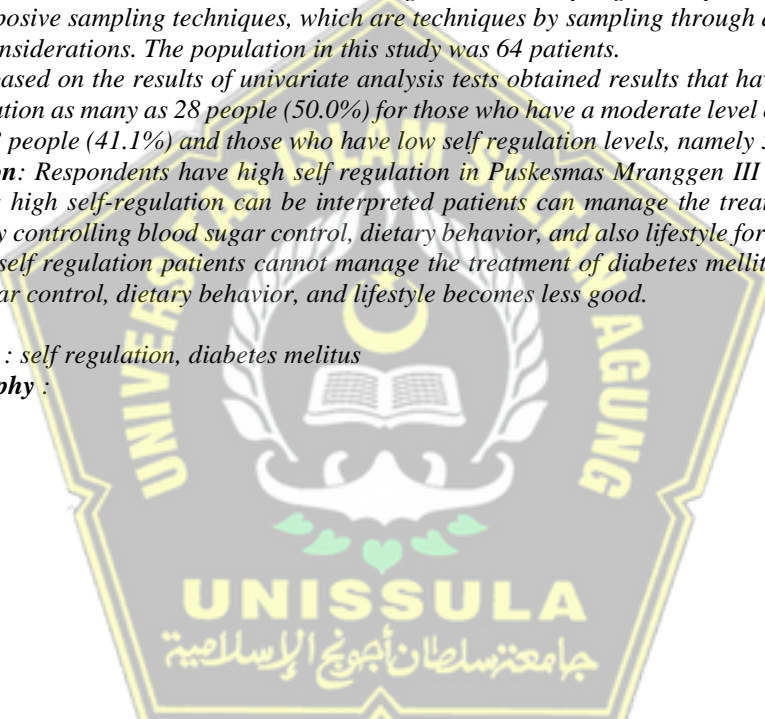 posive sampling techniques, which are techniques by sampling through
nsiderations. The population in this study was 64 patients.
ased on the results of univariate analysis tests obtained results that
ation as many as 28 people (50.0%) for those who have a moderate level
people (41.1%) and those who have low self regulation levels, namely
on: Respondents have high self regulation in Puskesmas Mranggen III
high self-regulation can be interpreted patients can manage the
y controlling blood sugar control, dietary behavior, and also lifestyle for
self regulation patients cannot manage the treatment of diabetes
ar control, dietary behavior, and lifestyle becomes less good.
: self regulation, diabetes melitus
phy :
UNIVERSITAS ISLAM SULTAN AGUNG
UNISSULA
جامعة سلطان أجونج الإسلامية